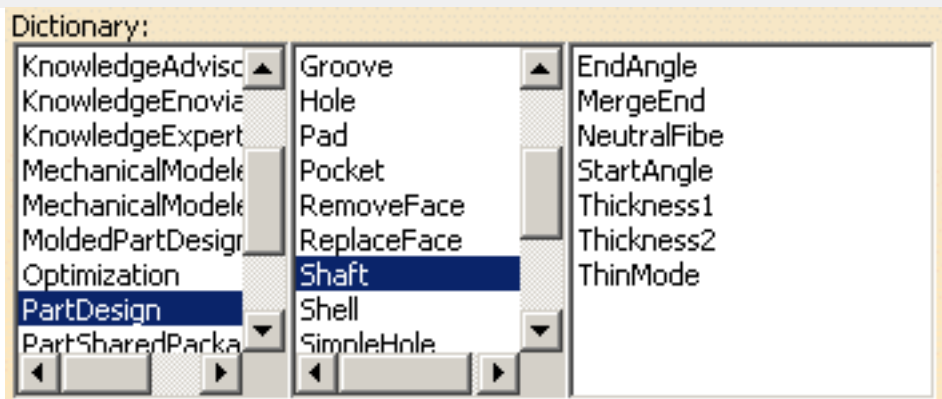 Dictionary:
KnowledgeAdvisc
KnowledgeEnovia
KnowledgeExpert
MechanicalModele
MechanicalModele
MoldedPartDesign
Optimization
PartDesign
PartSharedPacka
Groove
Hole
Pad
Pocket
RemoveFace
ReplaceFace
Shaft
Shell
SimpleHole
EndAngle
MergeEnd
NeutralFibe
StartAngle
Thickness1
Thickness2
ThinMode